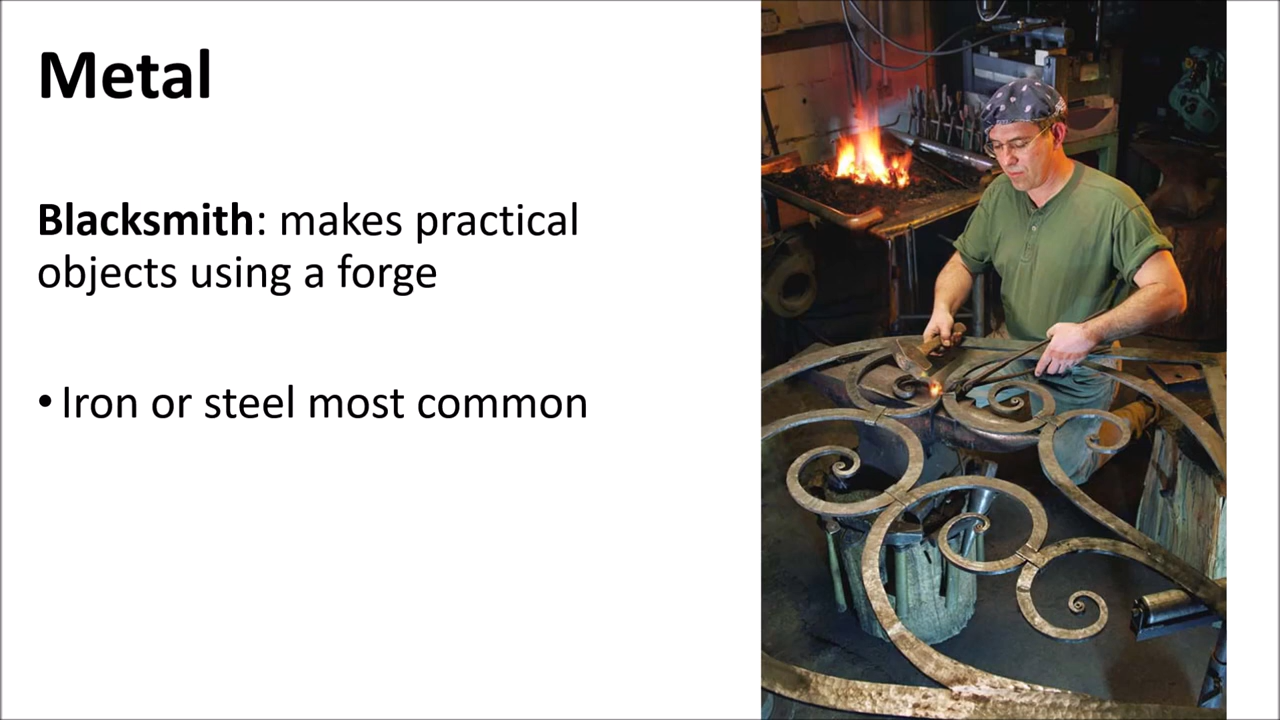 Metal
Blacksmith: makes practical
objects using a forge
• Iron or steel most common